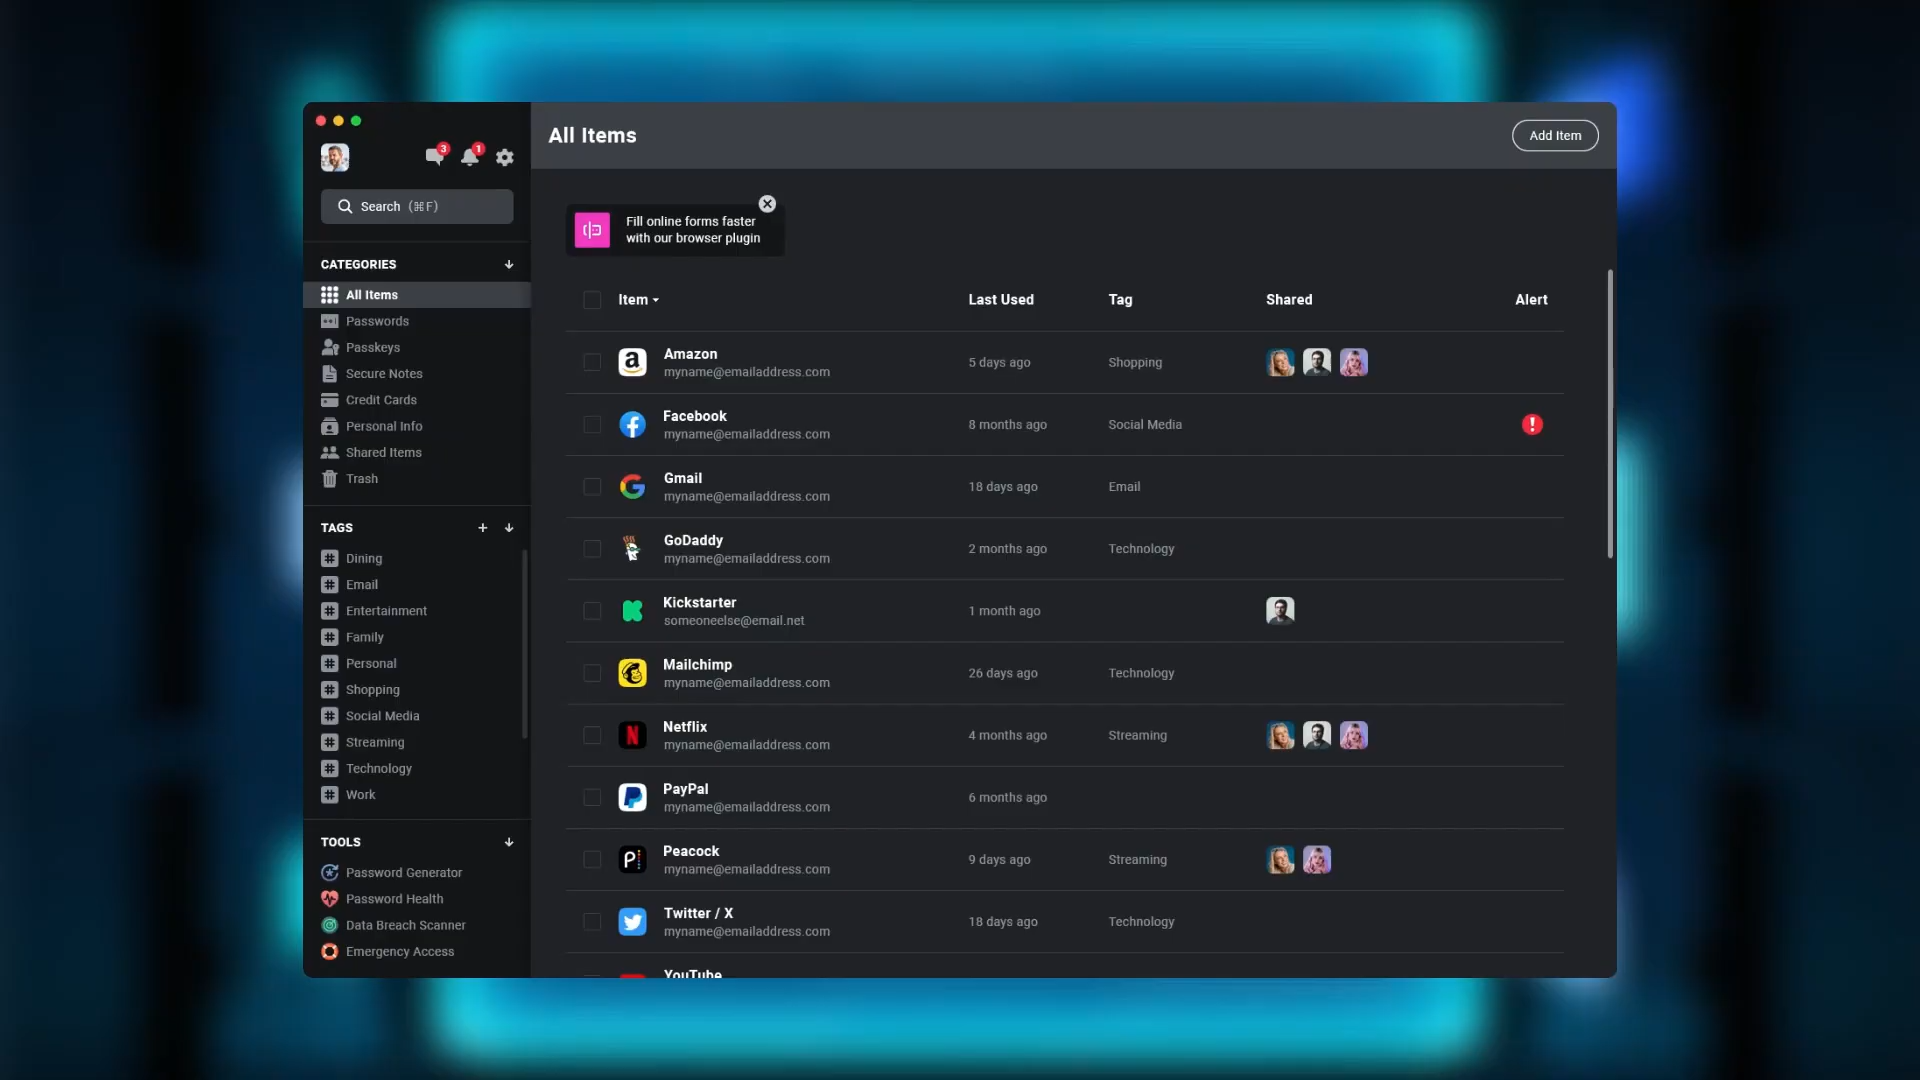 3
1
Search (⌘F)
CATEGORIES
All Items
Passwords
Passkeys
Secure Notes
Credit Cards
Personal Info
Shared Items
Trash
TAGS
Dining
Email
Entertainment
Family
Personal
Shopping
Social Media
Streaming
Technology
Work
TOOLS
Password Generator
Password Health
Data Breach Scanner
Emergency Access
All Items
Add Item
Fill online forms faster
with our browser plugin
Item Last Used Tag Shared Alert
Amazon
myname@emailaddress.com
5 days ago
Shopping
Facebook
myname@emailaddress.com
8 months ago
Social Media
Gmail
myname@emailaddress.com
18 days ago
Email
GoDaddy
myname@emailaddress.com
2 months ago
Technology
Kickstarter
someoneelse@email.net
1 month ago
Mailchimp
myname@emailaddress.com
26 days ago
Technology
Netflix
myname@emailaddress.com
4 months ago
Streaming
PayPal
myname@emailaddress.com
6 months ago
Peacock
myname@emailaddress.com
9 days ago
Streaming
Twitter / X
myname@emailaddress.com
18 days ago
Technology
YouTube